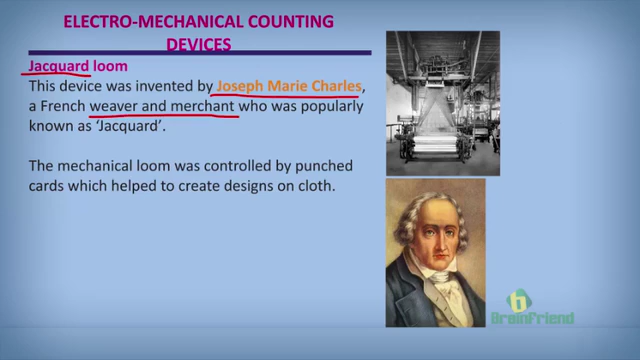 ELECTRO-MECHANICAL COUNTING
DEVICES
Jacquard loom
This device was invented by Joseph Marie Charles,
a French weaver and merchant who was popularly
known as ‘Jacquard’.
The mechanical loom was controlled by punched
cards which helped to create designs on cloth.
BrainFriend